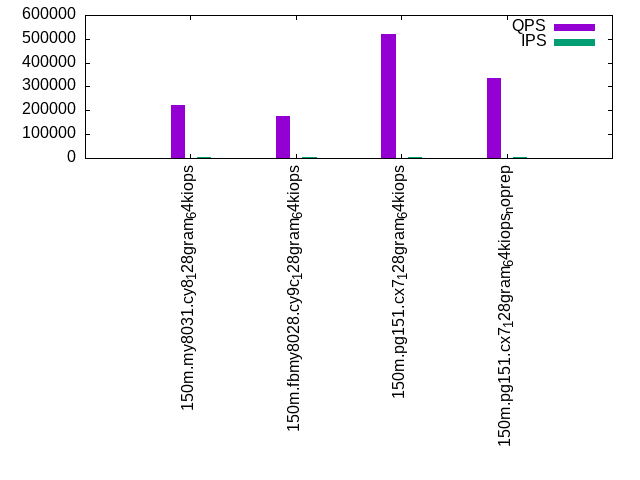 600000
500000
400000
300000
200000
100000
0
QPS
IPS
150m.my8031.cy8₁28gram₆4kiops
150m.fbmy8028.cy9c₁28gram₆4kiops
150m.pg151.cx7₁28gram₆4kiops
150m.pg151.cx7₁28gram₆4kiopsₙoprep